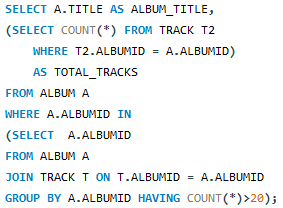 SELECT A.TITLE AS ALBUM_TITLE,
(SELECT COUNT(*) FROM TRACK T2
WHERE T2.ALBUMID = A.ALBUMID)
AS TOTAL_TRACKS
FROM ALBUM A
WHERE A.ALBUMID IN
(SELECT A.ALBUMID
FROM ALBUM A
JOIN TRACK T ON T.ALBUMID = A.ALBUMID
GROUP BY A.ALBUMID HAVING COUNT(*)>20);